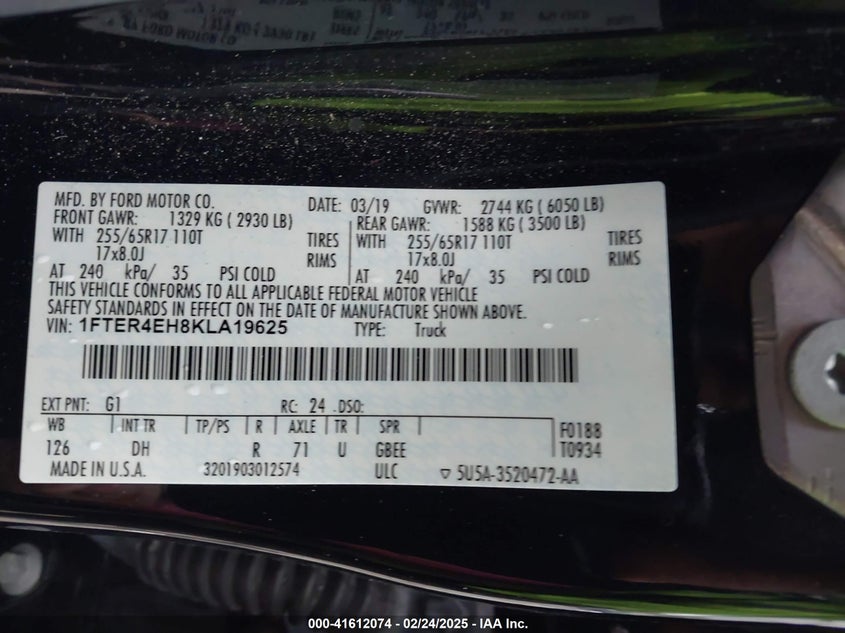 MFD. BY FORD MOTOR CO. DATE: 03/19 GVWR: 2744 KG ( 6050 LB)
FRONT GAWR: 1329 KG ( 2930 LB) REAR GAWR: 1588 KG ( 3500 LB)
WITH 255/65R17 110T TIRES WITH 255/65R17 110T TIRES
17x8.0J RIMS 17x8.0J RIMS
AT 240 kPa/ 35 PSI COLD AT 240 kPa/ 35 PSI COLD
THIS VEHICLE CONFORMS TO ALL APPLICABLE FEDERAL MOTOR VEHICLE
SAFETY STANDARDS IN EFFECT ON THE DATE OF MANUFACTURE SHOWN ABOVE.
VIN: 1FTER4EH8KLA19625 TYPE: Truck
EXT PNT: G1 RC: 24 DSO:
WB INT TR TP/PS R AXLE TR SPR F0188
126 DH R 71 U GBEE T0934
MADE IN U.S.A. 3201903012574 ULC 5U5A-3520472-AA
000-41612074 - 02/24/2025 - IAA Inc.